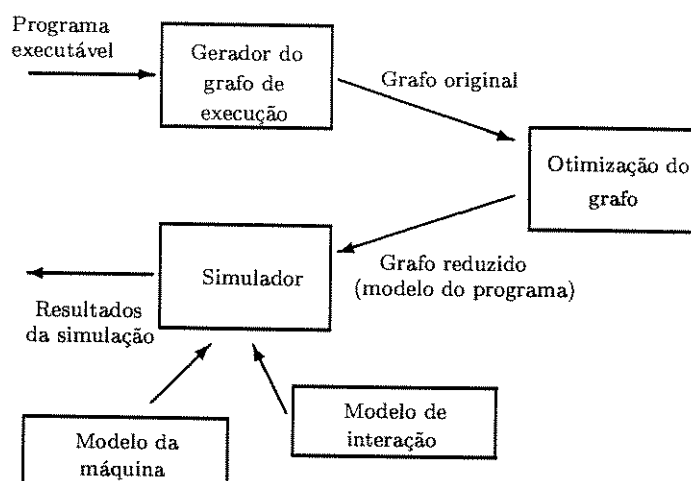 Programa
executável
Gerador do
grafo de
execução
Grafo original
Otimização do
grafo
Simulador
Grafo reduzido
(modelo do programa)
Resultados
da simulação
Modelo da
máquina
Modelo de
interação